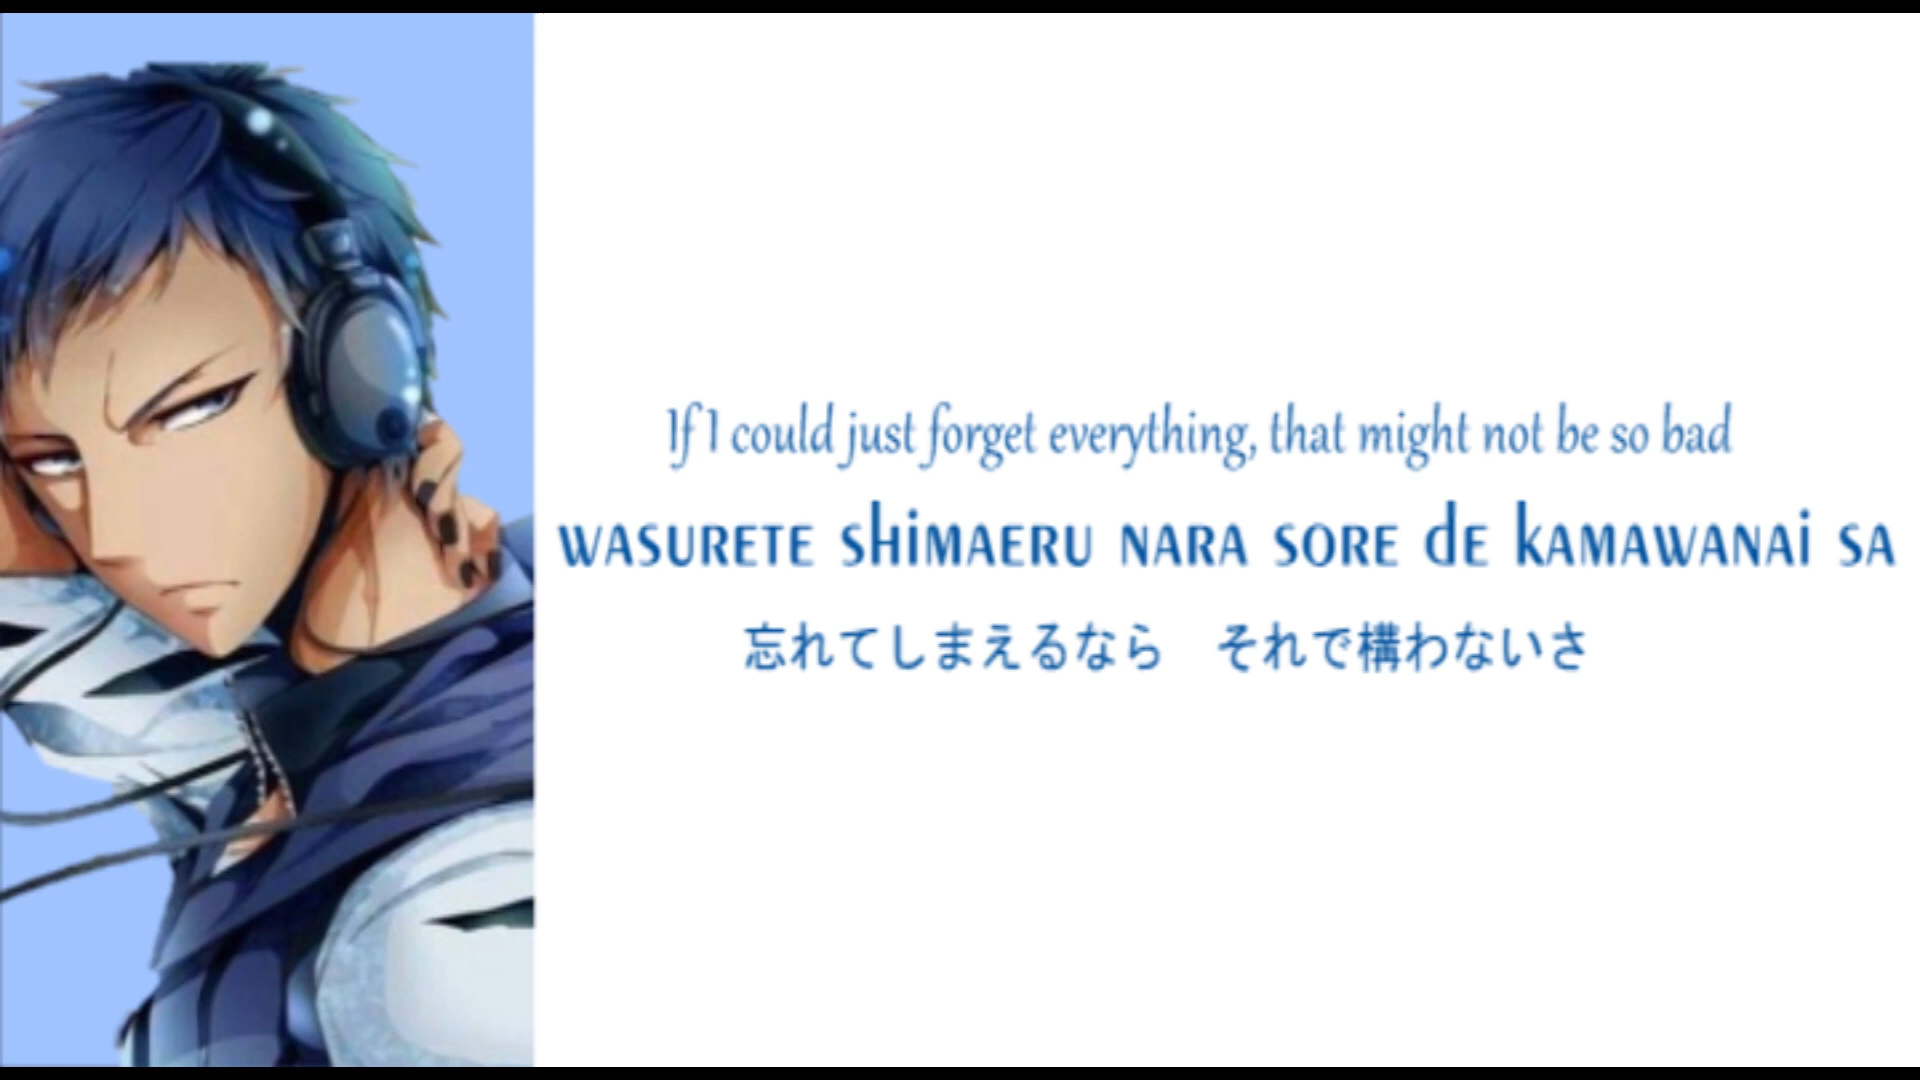 If I could just forget everything, that might not be so bad
wasurete shimaeru nara sore de kamawanai sa
忘れてしまえるなら　それで構わないさ